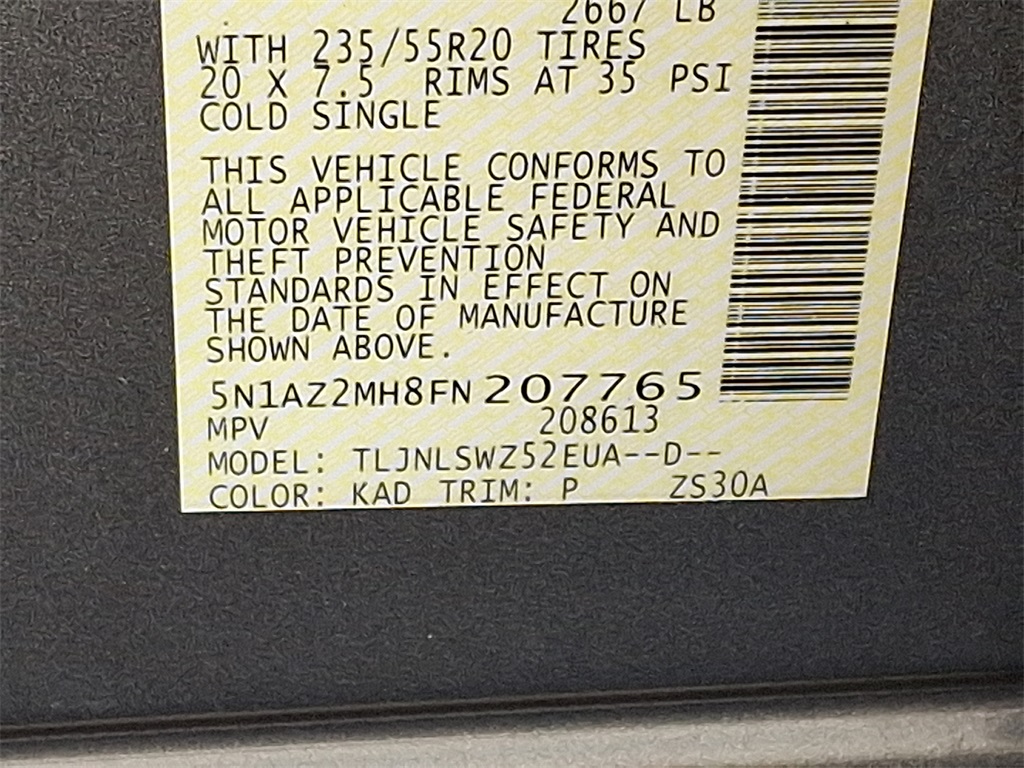 2667 LB
WITH 235/55R20 TIRES
20 X 7.5 RIMS AT 35 PSI
COLD SINGLE
THIS VEHICLE CONFORMS TO
ALL APPLICABLE FEDERAL
MOTOR VEHICLE SAFETY AND
THEFT PREVENTION
STANDARDS IN EFFECT ON
THE DATE OF MANUFACTURE
SHOWN ABOVE.
5N1AZ2MH8FN207765
MPV 208613
MODEL: TLJNLSWZ52EUA--D--
COLOR: KAD TRIM: P ZS30A